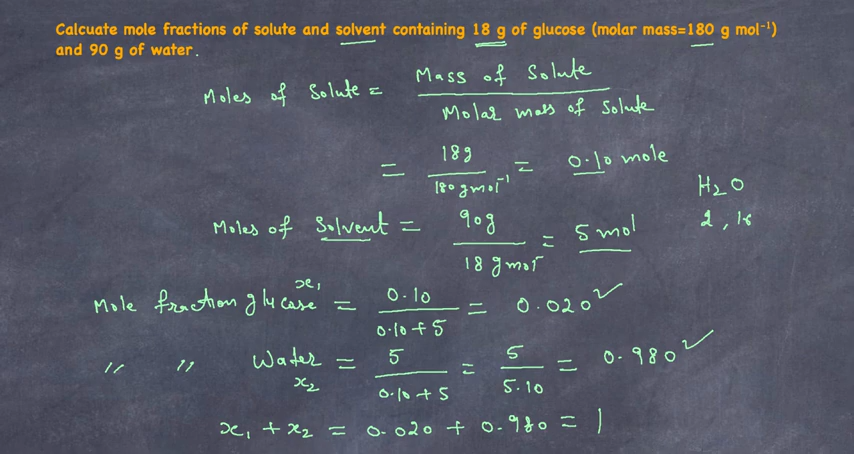 Calcuate mole fractions of solute and solvent containing 18 g of glucose (molar mass=180 g mol⁻¹)
and 90 g of water.
Moles of Solute = Mass of Solute / Molar mass of Solute
= 18g / 180 g mol⁻¹ = 0.10 mole
H₂O
2, 16
Moles of Solvent = 90g / 18 g mol⁻ = 5 mol
Mole fraction glucase x₁ = 0.10 / 0.10 + 5 = 0.020 ✓
" " Water x₂ = 5 / 0.10 + 5 = 5 / 5.10 = 0.980 ✓
x₁ + x₂ = 0.020 + 0.980 = 1